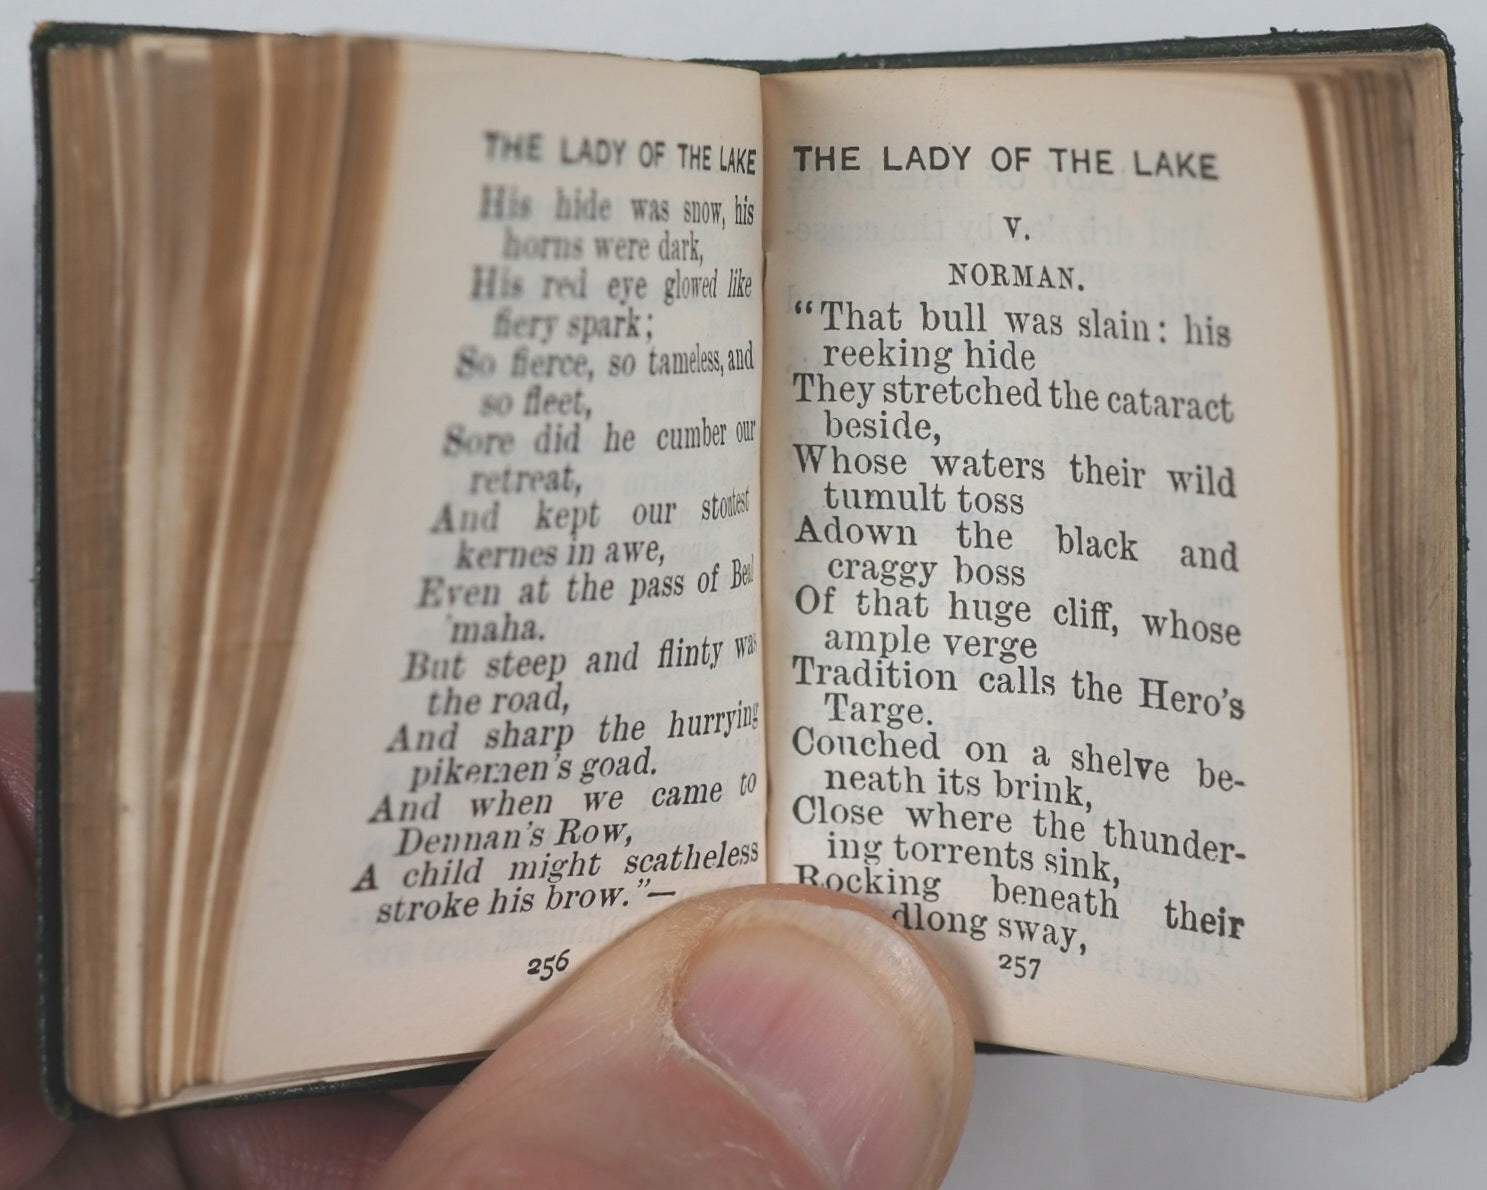 THE LADY OF THE LAKE
His hide was snow, his
horns were dark,
His red eye glowed like
fiery spark;
So fierce, so tameless, and
so fleet,
Sore did he cumber our
retreat,
And kept our stoutest
kernes in awe,
Even at the pass of Beal
'maha.
But steep and flinty was
the road,
And sharp the hurrying
pikemen's goad.
And when we came to
Dennan's Row,
A child might scatheless
stroke his brow."—
256
THE LADY OF THE LAKE
V.
NORMAN.
"That bull was slain: his
reeking hide
They stretched the cataract
beside,
Whose waters their wild
tumult toss
Adown the black and
craggy boss
Of that huge cliff, whose
ample verge
Tradition calls the Hero's
Targe.
Couched on a shelve be-
neath its brink,
Close where the thunder-
ing torrents sink,
Rocking beneath their
dlong sway,
257